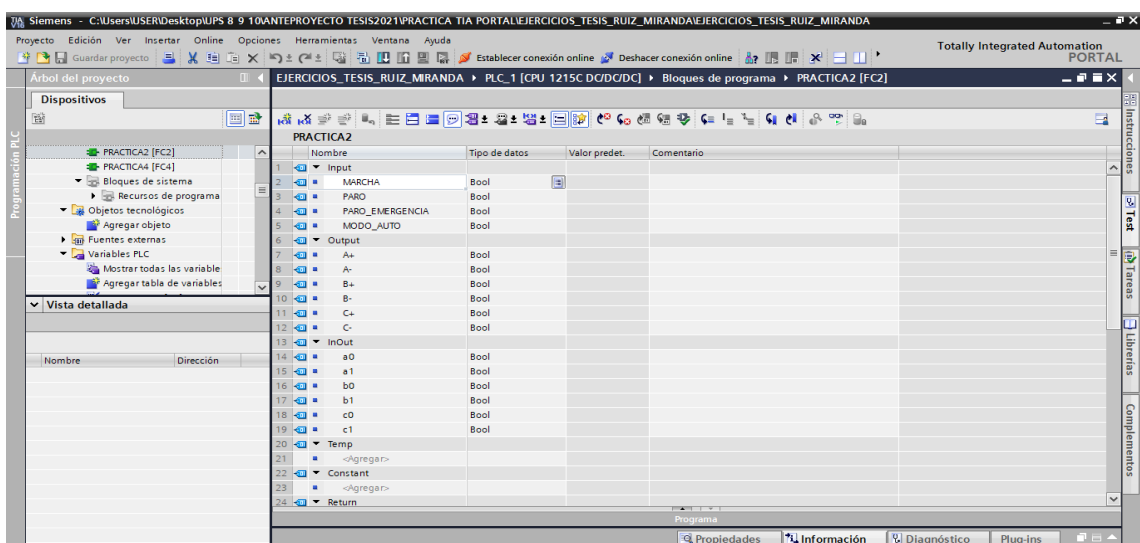 Siemens - C:\Users\USER\Desktop\UPS 8 9 10\ANTEPROYECTO TESIS2021\PRACTICA TIA PORTAL\EJERCICIOS_TESIS_RUIZ_MIRANDA\EJERCICIOS_TESIS_RUIZ_MIRANDA
Proyecto Edición Ver Insertar Online Opciones Herramientas Ventana Ayuda
Totally Integrated Automation
PORTAL
Guardar proyecto Establecer conexión online Deshacer conexión online
Árbol del proyecto
EJERCICIOS_TESIS_RUIZ_MIRANDA PLC_1 [CPU 1215C DC/DC/DC] Bloques de programa PRACTICA2 [FC2]
Dispositivos
Programación PLC
PRACTICA2 [FC2]
PRACTICA4 [FC4]
Bloques de sistema
Recursos de programa
Objetos tecnológicos
Agregar objeto
Fuentes externas
Variables PLC
Mostrar todas las variable
Agregar tabla de variables
Vista detallada
Nombre Dirección
PRACTICA2
Nombre Tipo de datos Valor predet. Comentario
1 Input
2 MARCHA Bool
3 PARO Bool
4 PARO_EMERGENCIA Bool
5 MODO_AUTO Bool
6 Output
7 A+ Bool
8 A- Bool
9 B+ Bool
10 B- Bool
11 C+ Bool
12 C- Bool
13 InOut
14 a0 Bool
15 a1 Bool
16 b0 Bool
17 b1 Bool
18 c0 Bool
19 c1 Bool
20 Temp
21 <Agregar>
22 Constant
23 <Agregar>
24 Return
Programa
Propiedades Información Diagnóstico Plug-ins
Instrucciones
Test
Tareas
Librerías
Complementos